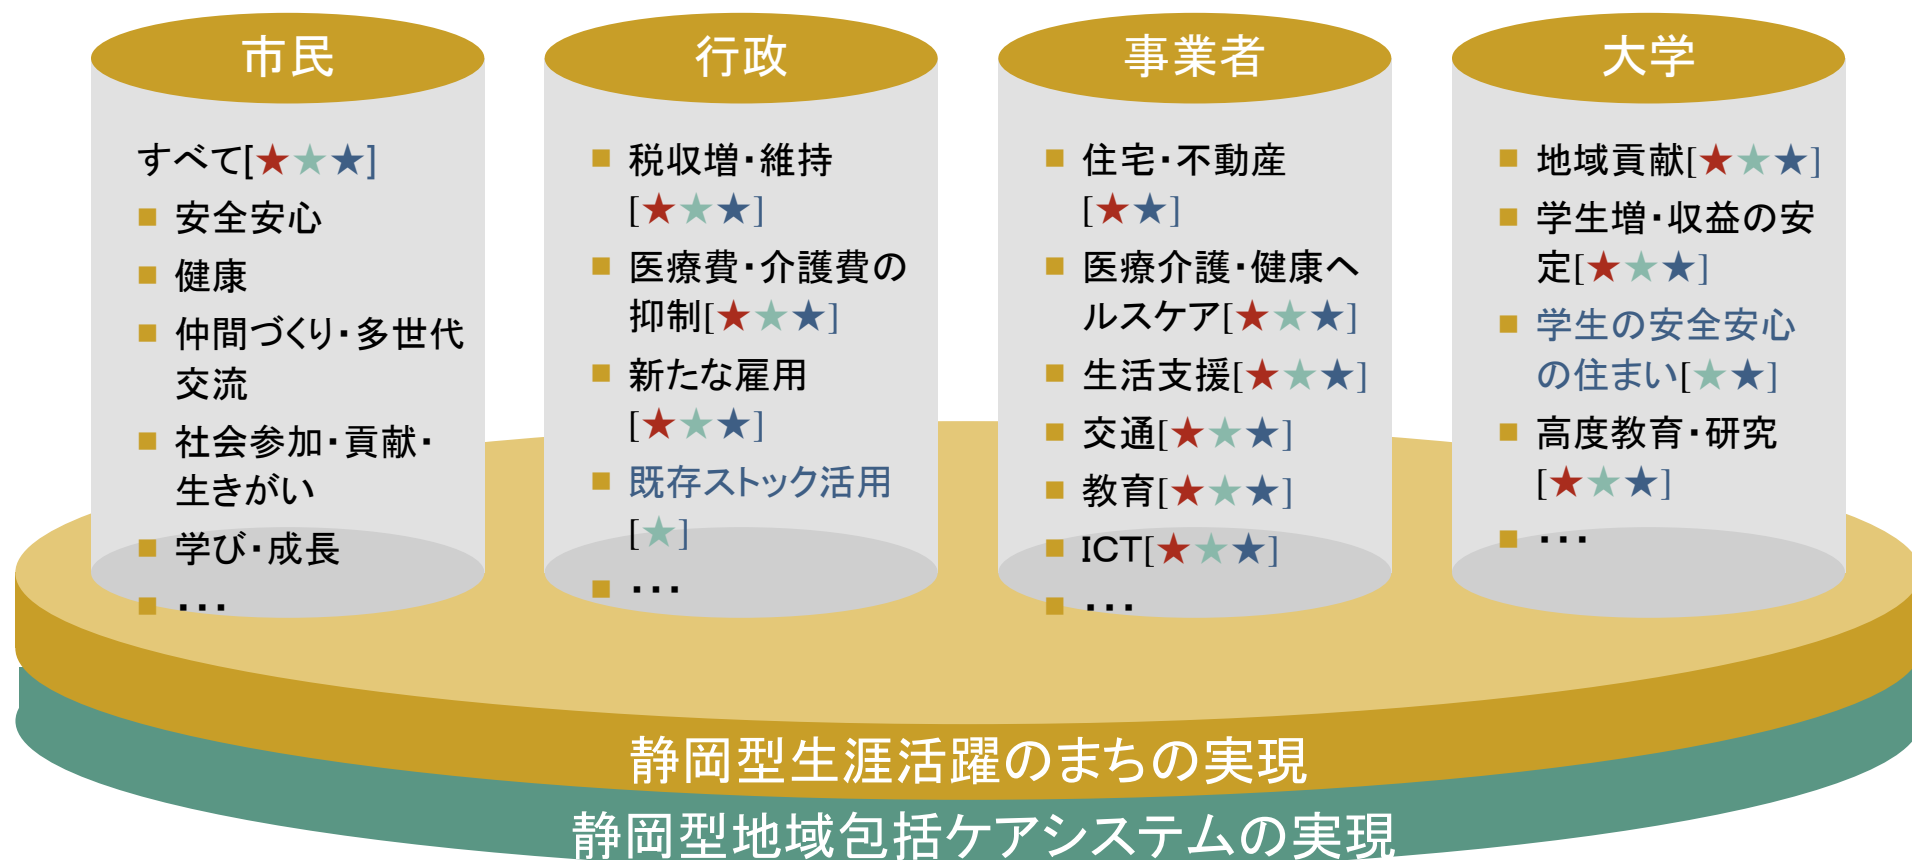 市民
すべて[★★★]
■ 安全安心
■ 健康
■ 仲間づくり・多世代
交流
■ 社会参加・貢献・
生きがい
■ 学び・成長
■ ･･･
行政
■ 税収増・維持
[★★★]
■ 医療費・介護費の
抑制[★★★]
■ 新たな雇用
[★★★]
■ 既存ストック活用
[★]
■ ･･･
事業者
■ 住宅・不動産
[★★]
■ 医療介護・健康ヘ
ルスケア[★★★]
■ 生活支援[★★★]
■ 交通[★★★]
■ 教育[★★★]
■ ICT[★★★]
■ ･･･
大学
■ 地域貢献[★★★]
■ 学生増・収益の安
定[★★★]
■ 学生の安全安心
の住まい[★★]
■ 高度教育・研究
[★★★]
■ ･･･
静岡型生涯活躍のまちの実現
静岡型地域包括ケアシステムの実現